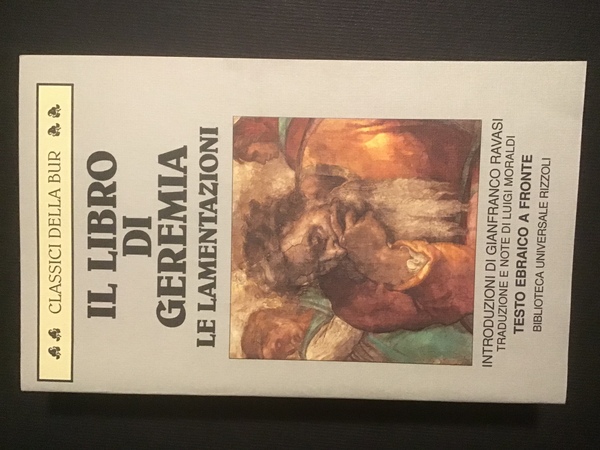 CLASSICI DELLA BUR
IL LIBRO
DI
GEREMIA
LE LAMENTAZIONI
INTRODUZIONI DI GIANFRANCO RAVASI
TRADUZIONE E NOTE DI LUIGI MORALDI
TESTO EBRAICO A FRONTE
BIBLIOTECA UNIVERSALE RIZZOLI